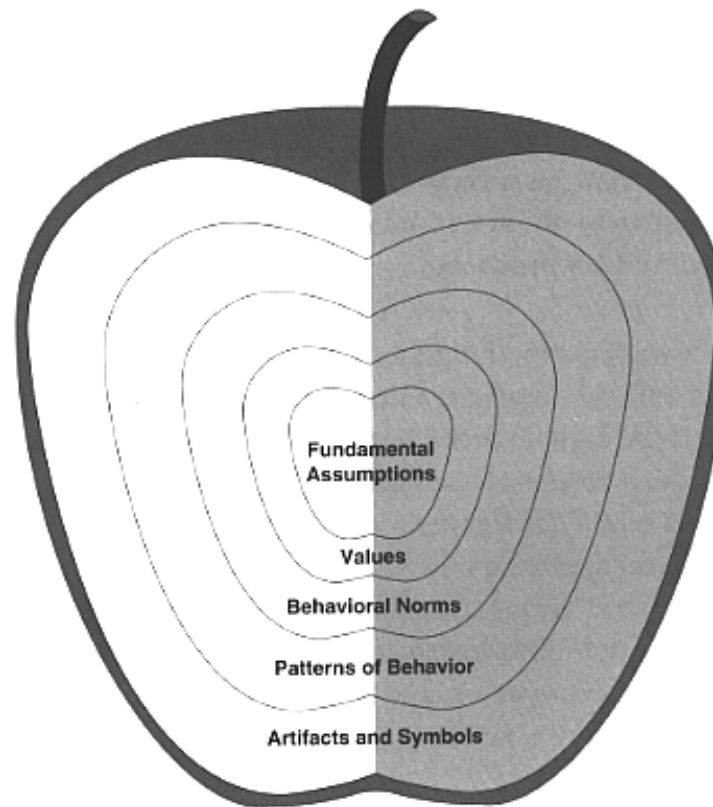 Fundamental
Assumptions
Values
Behavioral Norms
Patterns of Behavior
Artifacts and Symbols